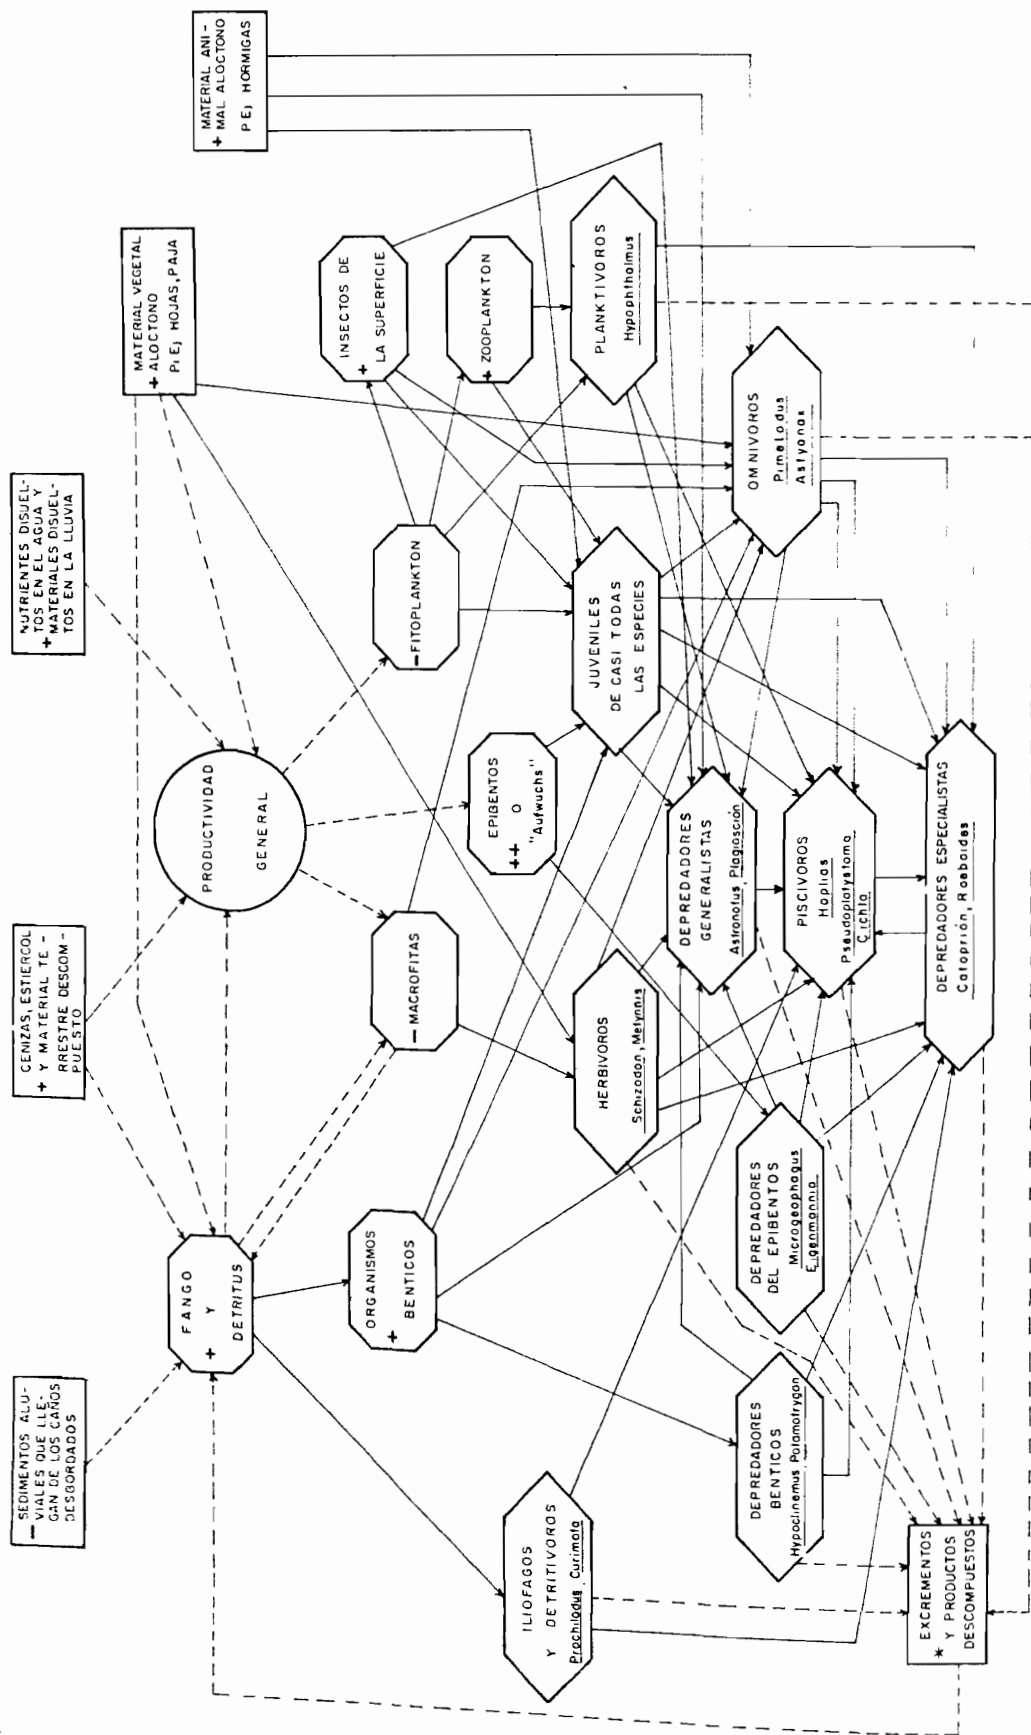 SEDIMENTOS ALU-
— VIALES QUE LLE-
GAN DE LOS CAÑOS
DESBORDADOS
CENIZAS, ESTIERCOL
+ Y MATERIAL TE-
RRESTRE DESCOM-
PUESTO
NUTRIENTES DISUEL-
TOS EN EL AGUA Y
+ MATERIALES DISUEL-
TOS EN LA LLUVIA
MATERIAL VEGETAL
+ ALOCTONO
P. EJ HOJAS, PAJA
MATERIAL ANI-
+ MAL ALOCTONO
P EJ HORMIGAS
FANGO
+ Y
DETRITUS
PRODUCTIVIDAD
GENERAL
ORGANISMOS
+ BENTICOS
— MACROFITAS
— FITOPLANKTON
INSECTOS DE
+ LA SUPERFICIE
EPIBENTOS
++ O
"Aufwuchs"
+ ZOOPLANKTON
ILIOFAGOS
Y DETRITIVOROS
Prochilodus, Curimata
HERBIVOROS
Schizodon, Metynnis
JUVENILES
DE CASI TODAS
LAS ESPECIES
PLANKTIVOROS
Hypophthalmus
DEPREDADORES
BENTICOS
Hypoclinemus, Potamotrygon
DEPREDADORES
DEL EPIBENTOS
Microgeophagus
Eigenmannia
DEPREDADORES
GENERALISTAS
Astronotus, Plagiosción
OMNIVOROS
Pimelodus
Astyanax
PISCIVOROS
Hoplias
Pseudoplatystoma
Cichla
EXCREMENTOS
* Y PRODUCTOS
DESCOMPUESTOS
DEPREDADORES ESPECIALISTAS
Catoprión, Roeboides